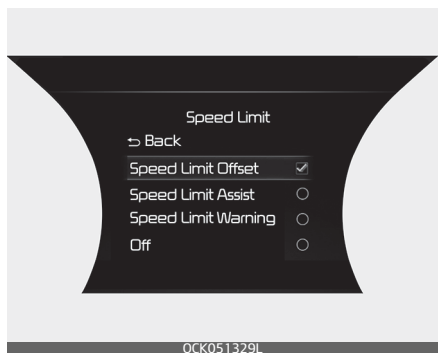 Speed Limit
Back
Speed Limit Offset
Speed Limit Assist
Speed Limit Warning
Off
OCK051329L